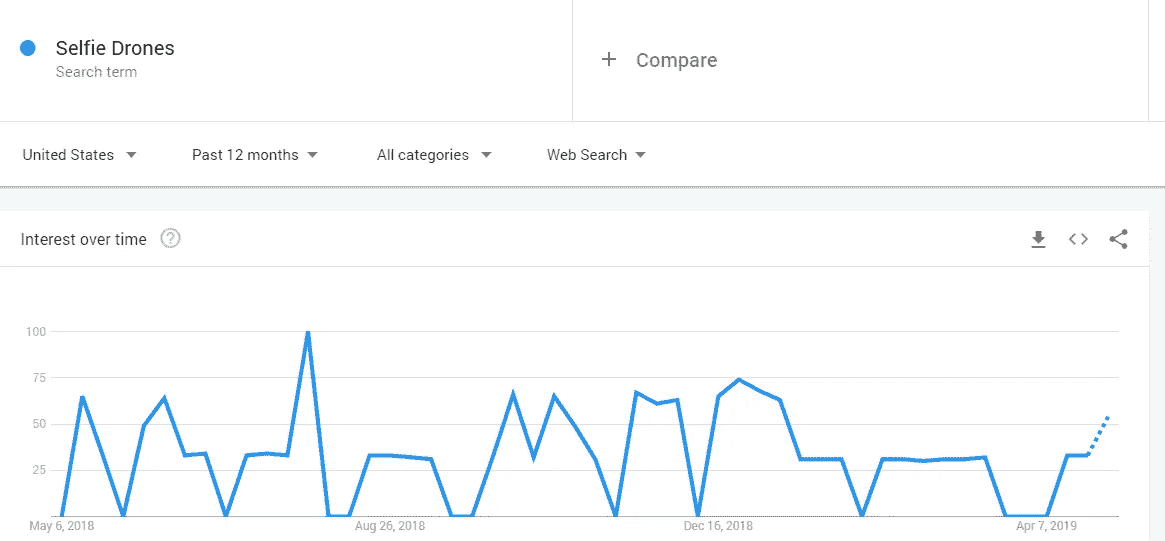 Selfie Drones
Search term
+ Compare
United States
Past 12 months
All categories
Web Search
Interest over time ?
100
75
50
25
May 6, 2018
Aug 26, 2018
Dec 16, 2018
Apr 7, 2019